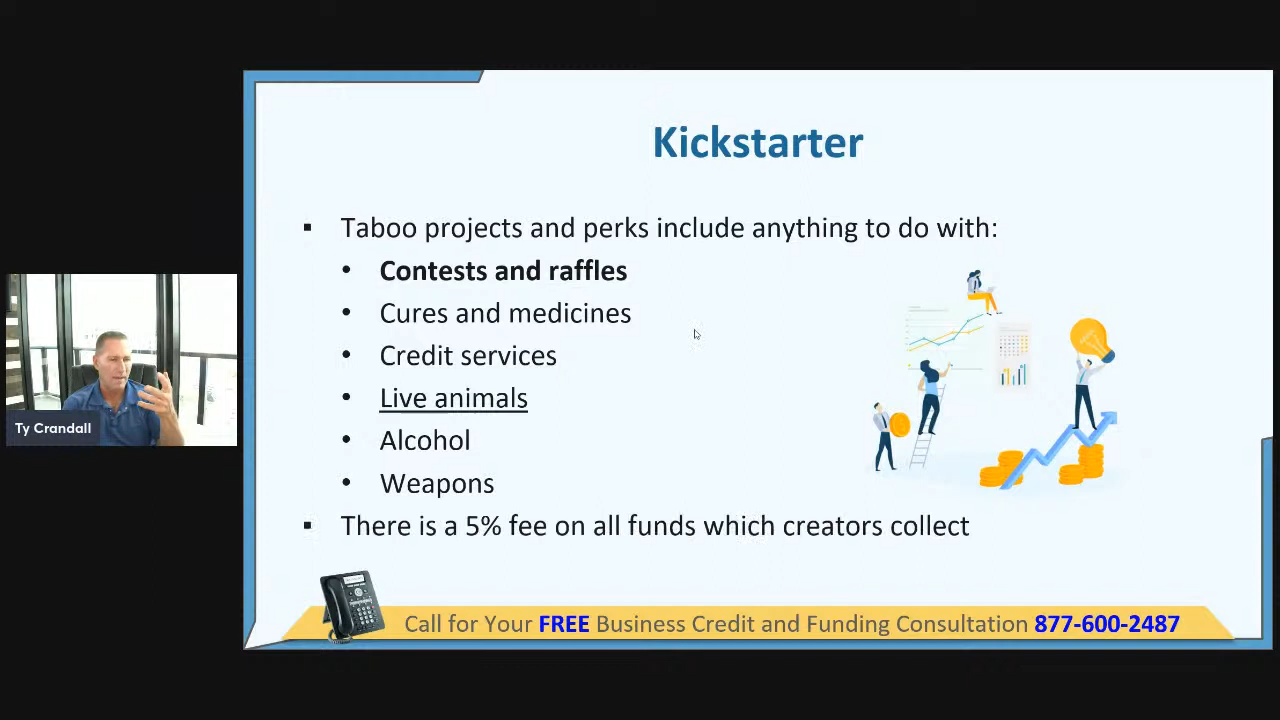 Kickstarter
▪ Taboo projects and perks include anything to do with:
• Contests and raffles
• Cures and medicines
• Credit services
• Live animals
• Alcohol
• Weapons
▪ There is a 5% fee on all funds which creators collect
Ty Crandall
Call for Your FREE Business Credit and Funding Consultation 877-600-2487